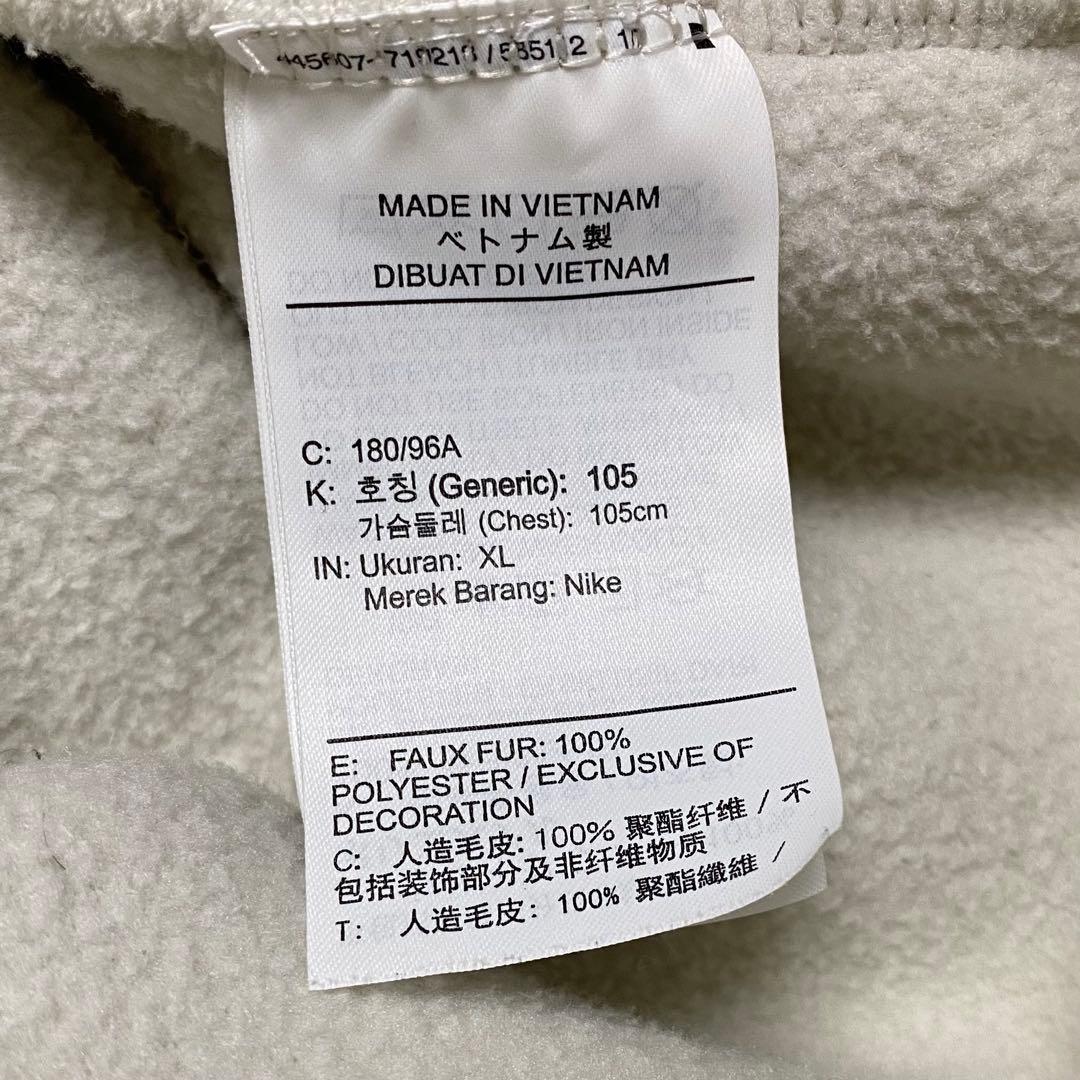 MADE IN VIETNAM
ベトナム製
DIBUAT DI VIETNAM
C: 180/96A
K: 호칭 (Generic): 105
가슴둘레 (Chest): 105cm
IN: Ukuran: XL
Merek Barang: Nike
E: FAUX FUR: 100%
POLYESTER / EXCLUSIVE OF
DECORATION
C: 人造毛皮: 100% 聚酯纤维 / 不
包括装饰部分及非纤维物质
T: 人造毛皮: 100% 聚酯纖維 /